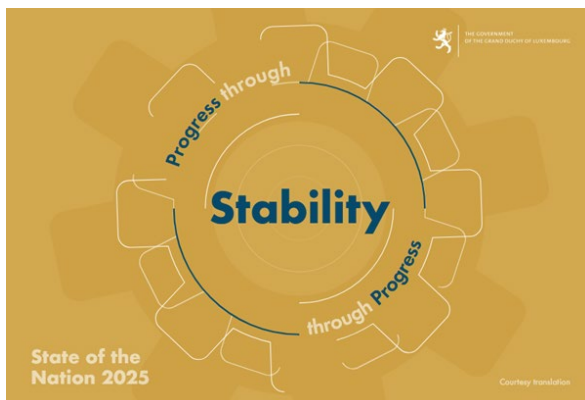 THE GOVERNMENT
OF THE GRAND DUCHY OF LUXEMBOURG
Progress through
Stability
through Progress
State of the
Nation 2025
Courtesy translation